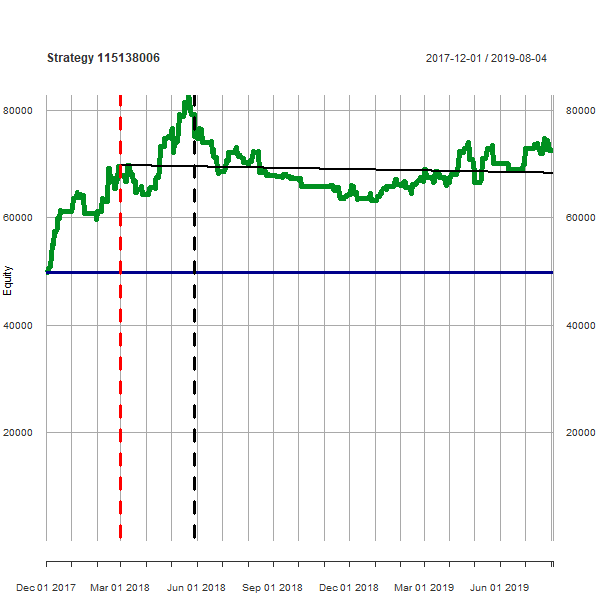 Strategy 115138006
2017-12-01 / 2019-08-04
80000
80000
60000
60000
Equity
40000
40000
20000
20000
Dec 01 2017
Mar 01 2018
Jun 01 2018
Sep 01 2018
Dec 01 2018
Mar 01 2019
Jun 01 2019